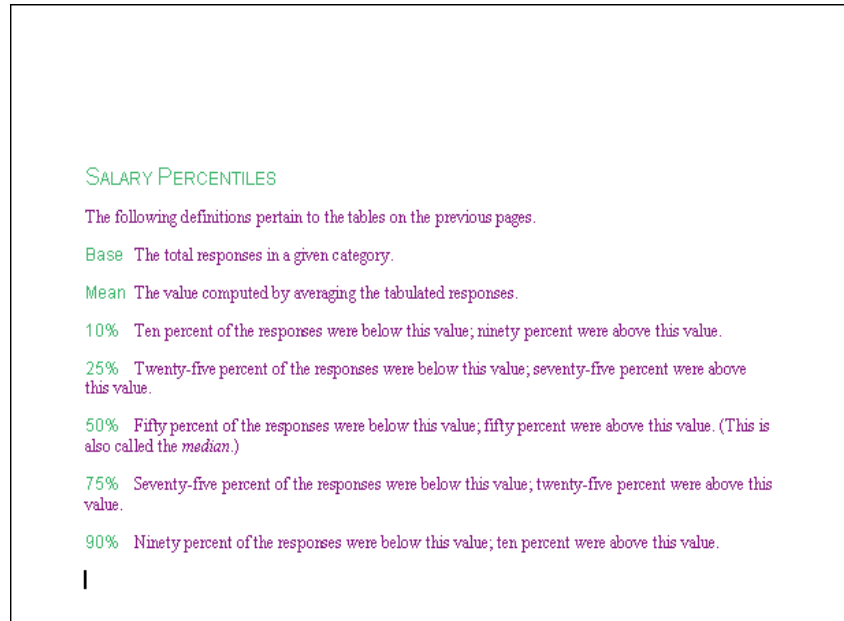 SALARY PERCENTILES
The following definitions pertain to the tables on the previous pages.
Base The total responses in a given category.
Mean The value computed by averaging the tabulated responses.
10% Ten percent of the responses were below this value; ninety percent were above this value.
25% Twenty-five percent of the responses were below this value; seventy-five percent were above
this value.
50% Fifty percent of the responses were below this value; fifty percent were above this value. (This is
also called the median.)
75% Seventy-five percent of the responses were below this value; twenty-five percent were above this
value.
90% Ninety percent of the responses were below this value; ten percent were above this value.